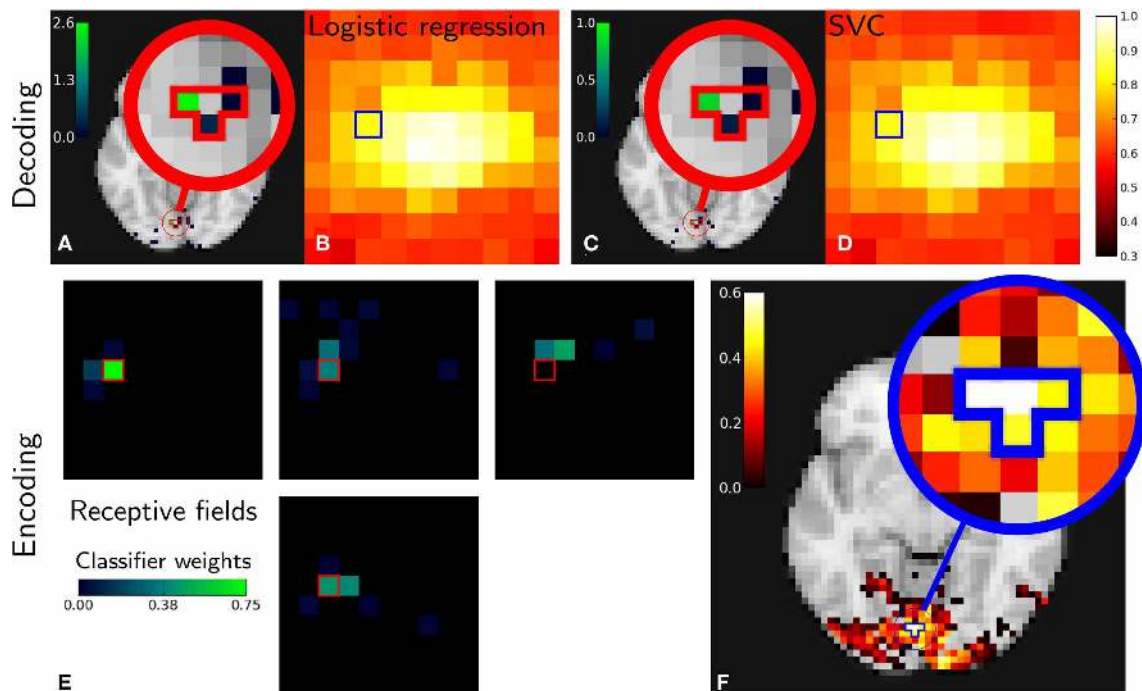 Decoding
2.6
1.3
0.0
A
Logistic regression
B
1.0
0.5
0.0
C
SVC
D
1.0
0.9
0.8
0.7
0.6
0.5
0.4
0.3
Encoding
Receptive fields
Classifier weights
0.00 0.38 0.75
E
0.6
0.4
0.2
0.0
F